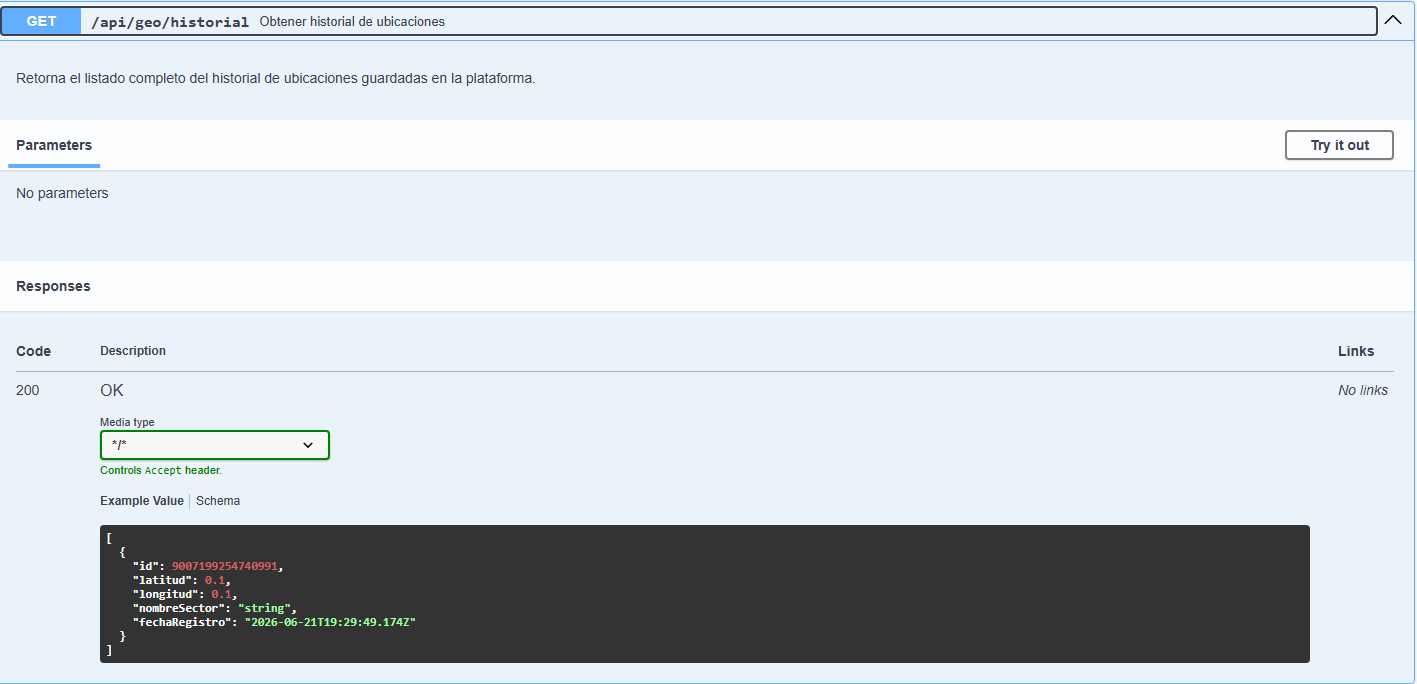 GET /api/geo/historial Obtener historial de ubicaciones
Retorna el listado completo del historial de ubicaciones guardadas en la plataforma.
Parameters Try it out
No parameters
Responses
Code Description Links
200 OK No links
Media type
*/*
Controls Accept header.
Example Value Schema
[
  {
    "id": 9007199254740991,
    "latitud": 0.1,
    "longitud": 0.1,
    "nombreSector": "string",
    "fechaRegistro": "2026-06-21T19:29:49.174Z"
  }
]